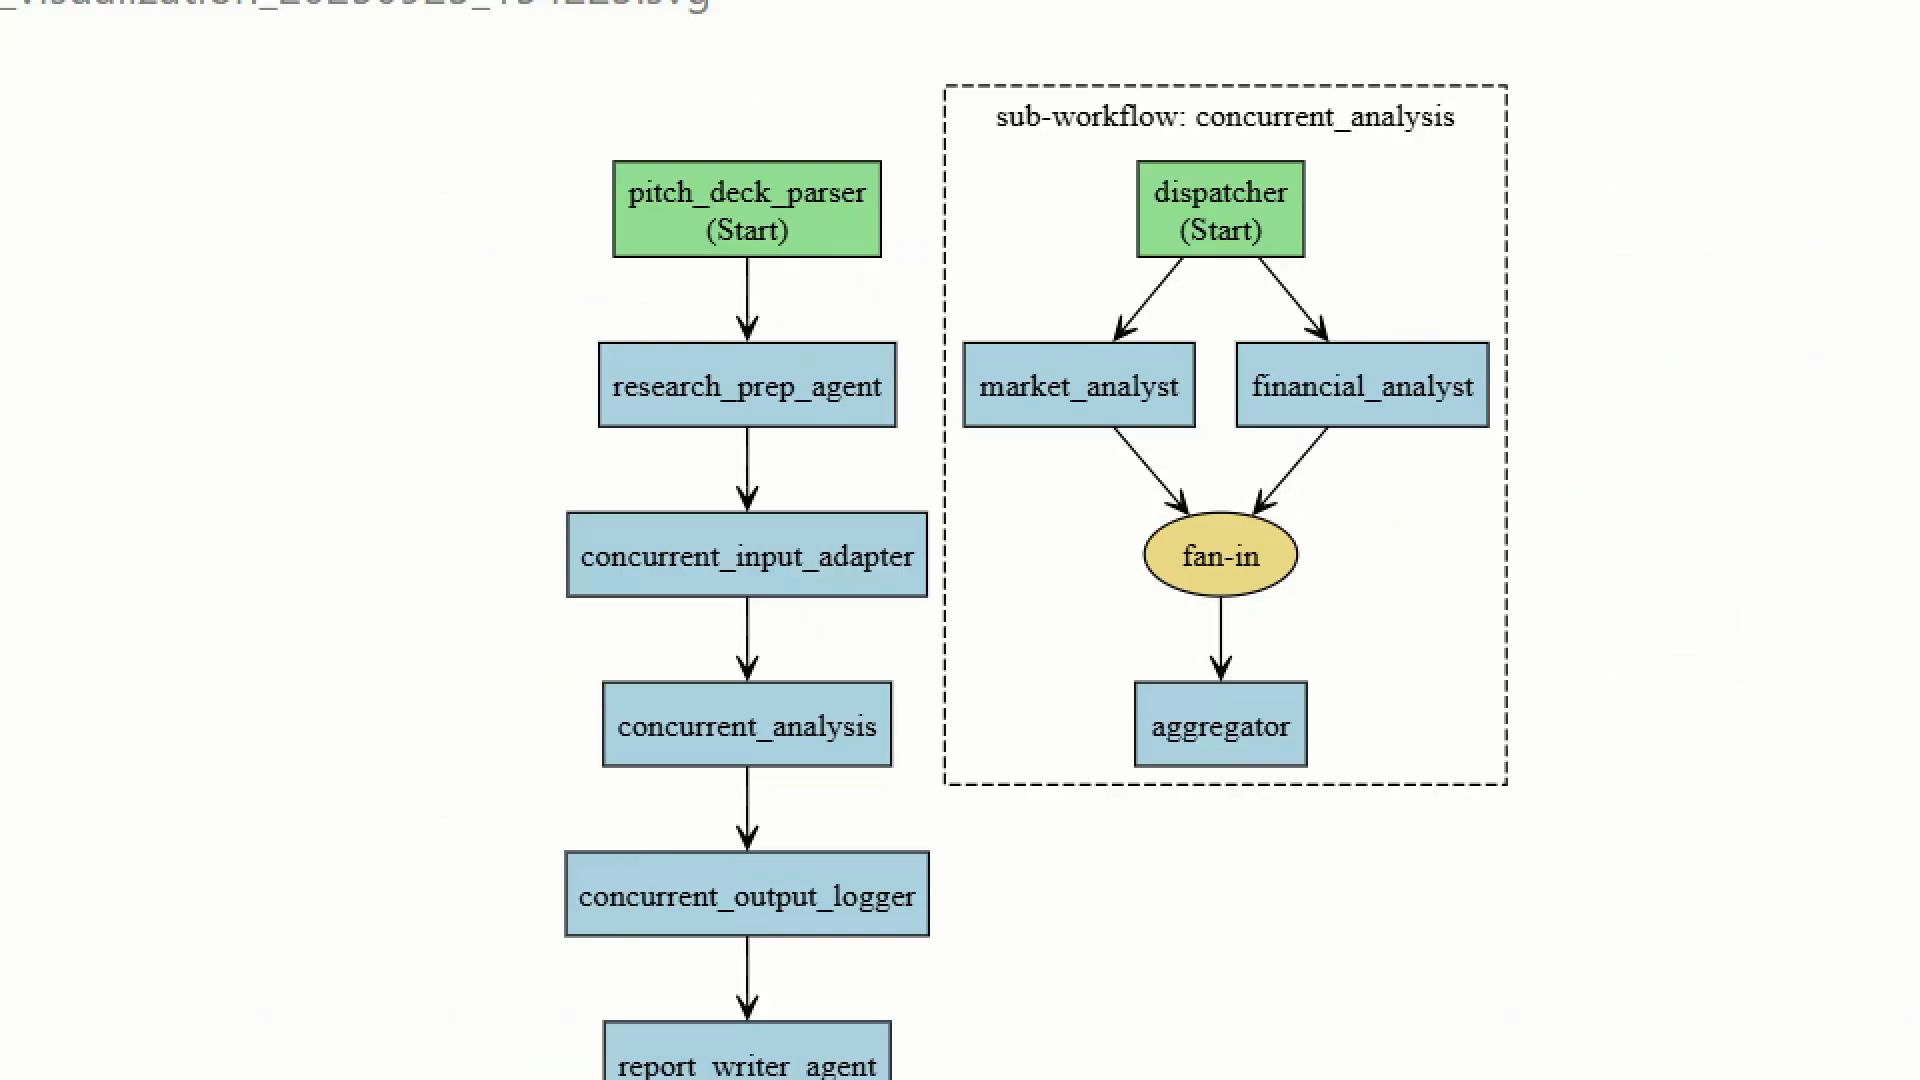 sub-workflow: concurrent_analysis
pitch_deck_parser
(Start)
dispatcher
(Start)
research_prep_agent
market_analyst
financial_analyst
concurrent_input_adapter
fan-in
concurrent_analysis
aggregator
concurrent_output_logger
report_writer_agent